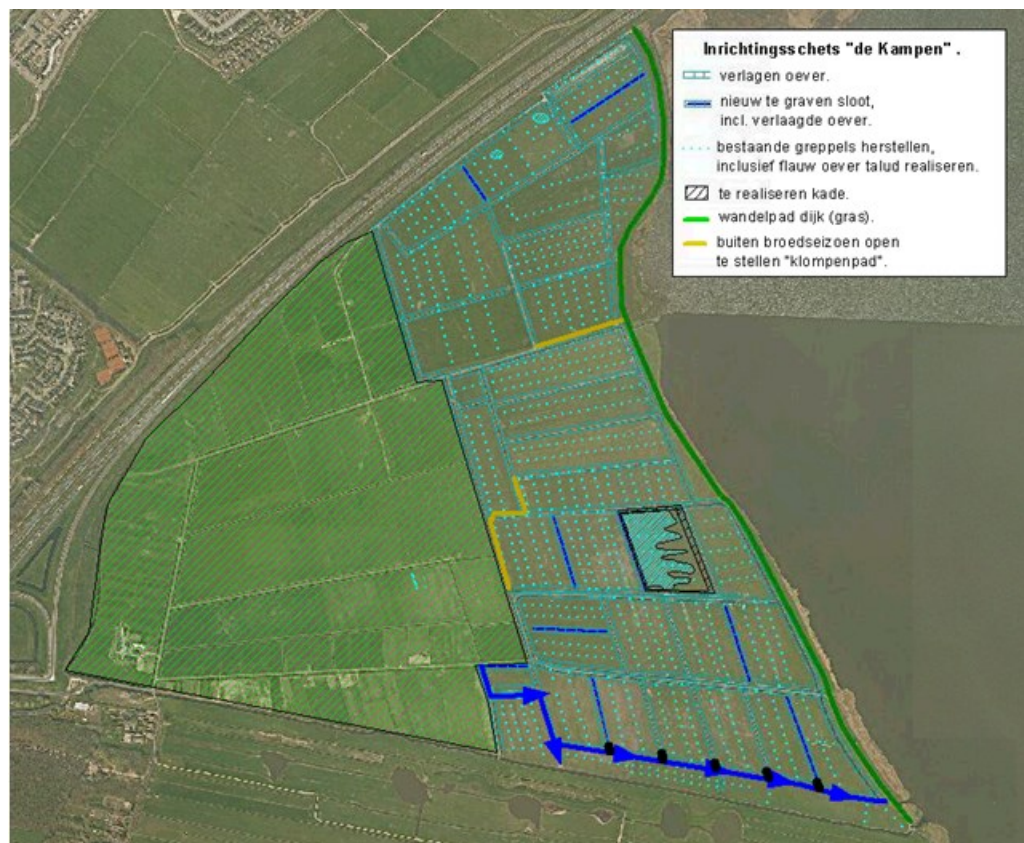 Inrichtingsschets "de Kampen" .
verlagen oever.
nieuw te graven sloot,
incl. verlaagde oever.
bestaande greppels herstellen,
inclusief flauw oever talud realiseren.
te realiseren kade.
wandelpad dijk (gras).
buiten broedseizoen open
te stellen "klompenpad".